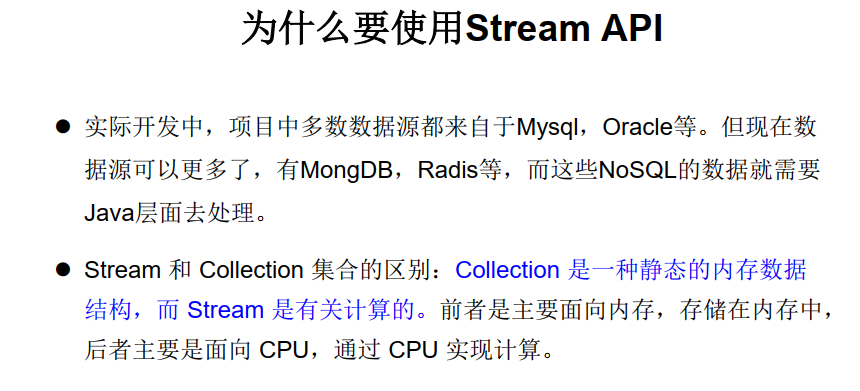 为什么要使用Stream API
● 实际开发中，项目中多数数据源都来自于Mysql，Oracle等。但现在数
据源可以更多了，有MongDB，Radis等，而这些NoSQL的数据就需要
Java层面去处理。
● Stream 和 Collection 集合的区别：Collection 是一种静态的内存数据
结构，而 Stream 是有关计算的。前者是主要面向内存，存储在内存中，
后者主要是面向 CPU，通过 CPU 实现计算。